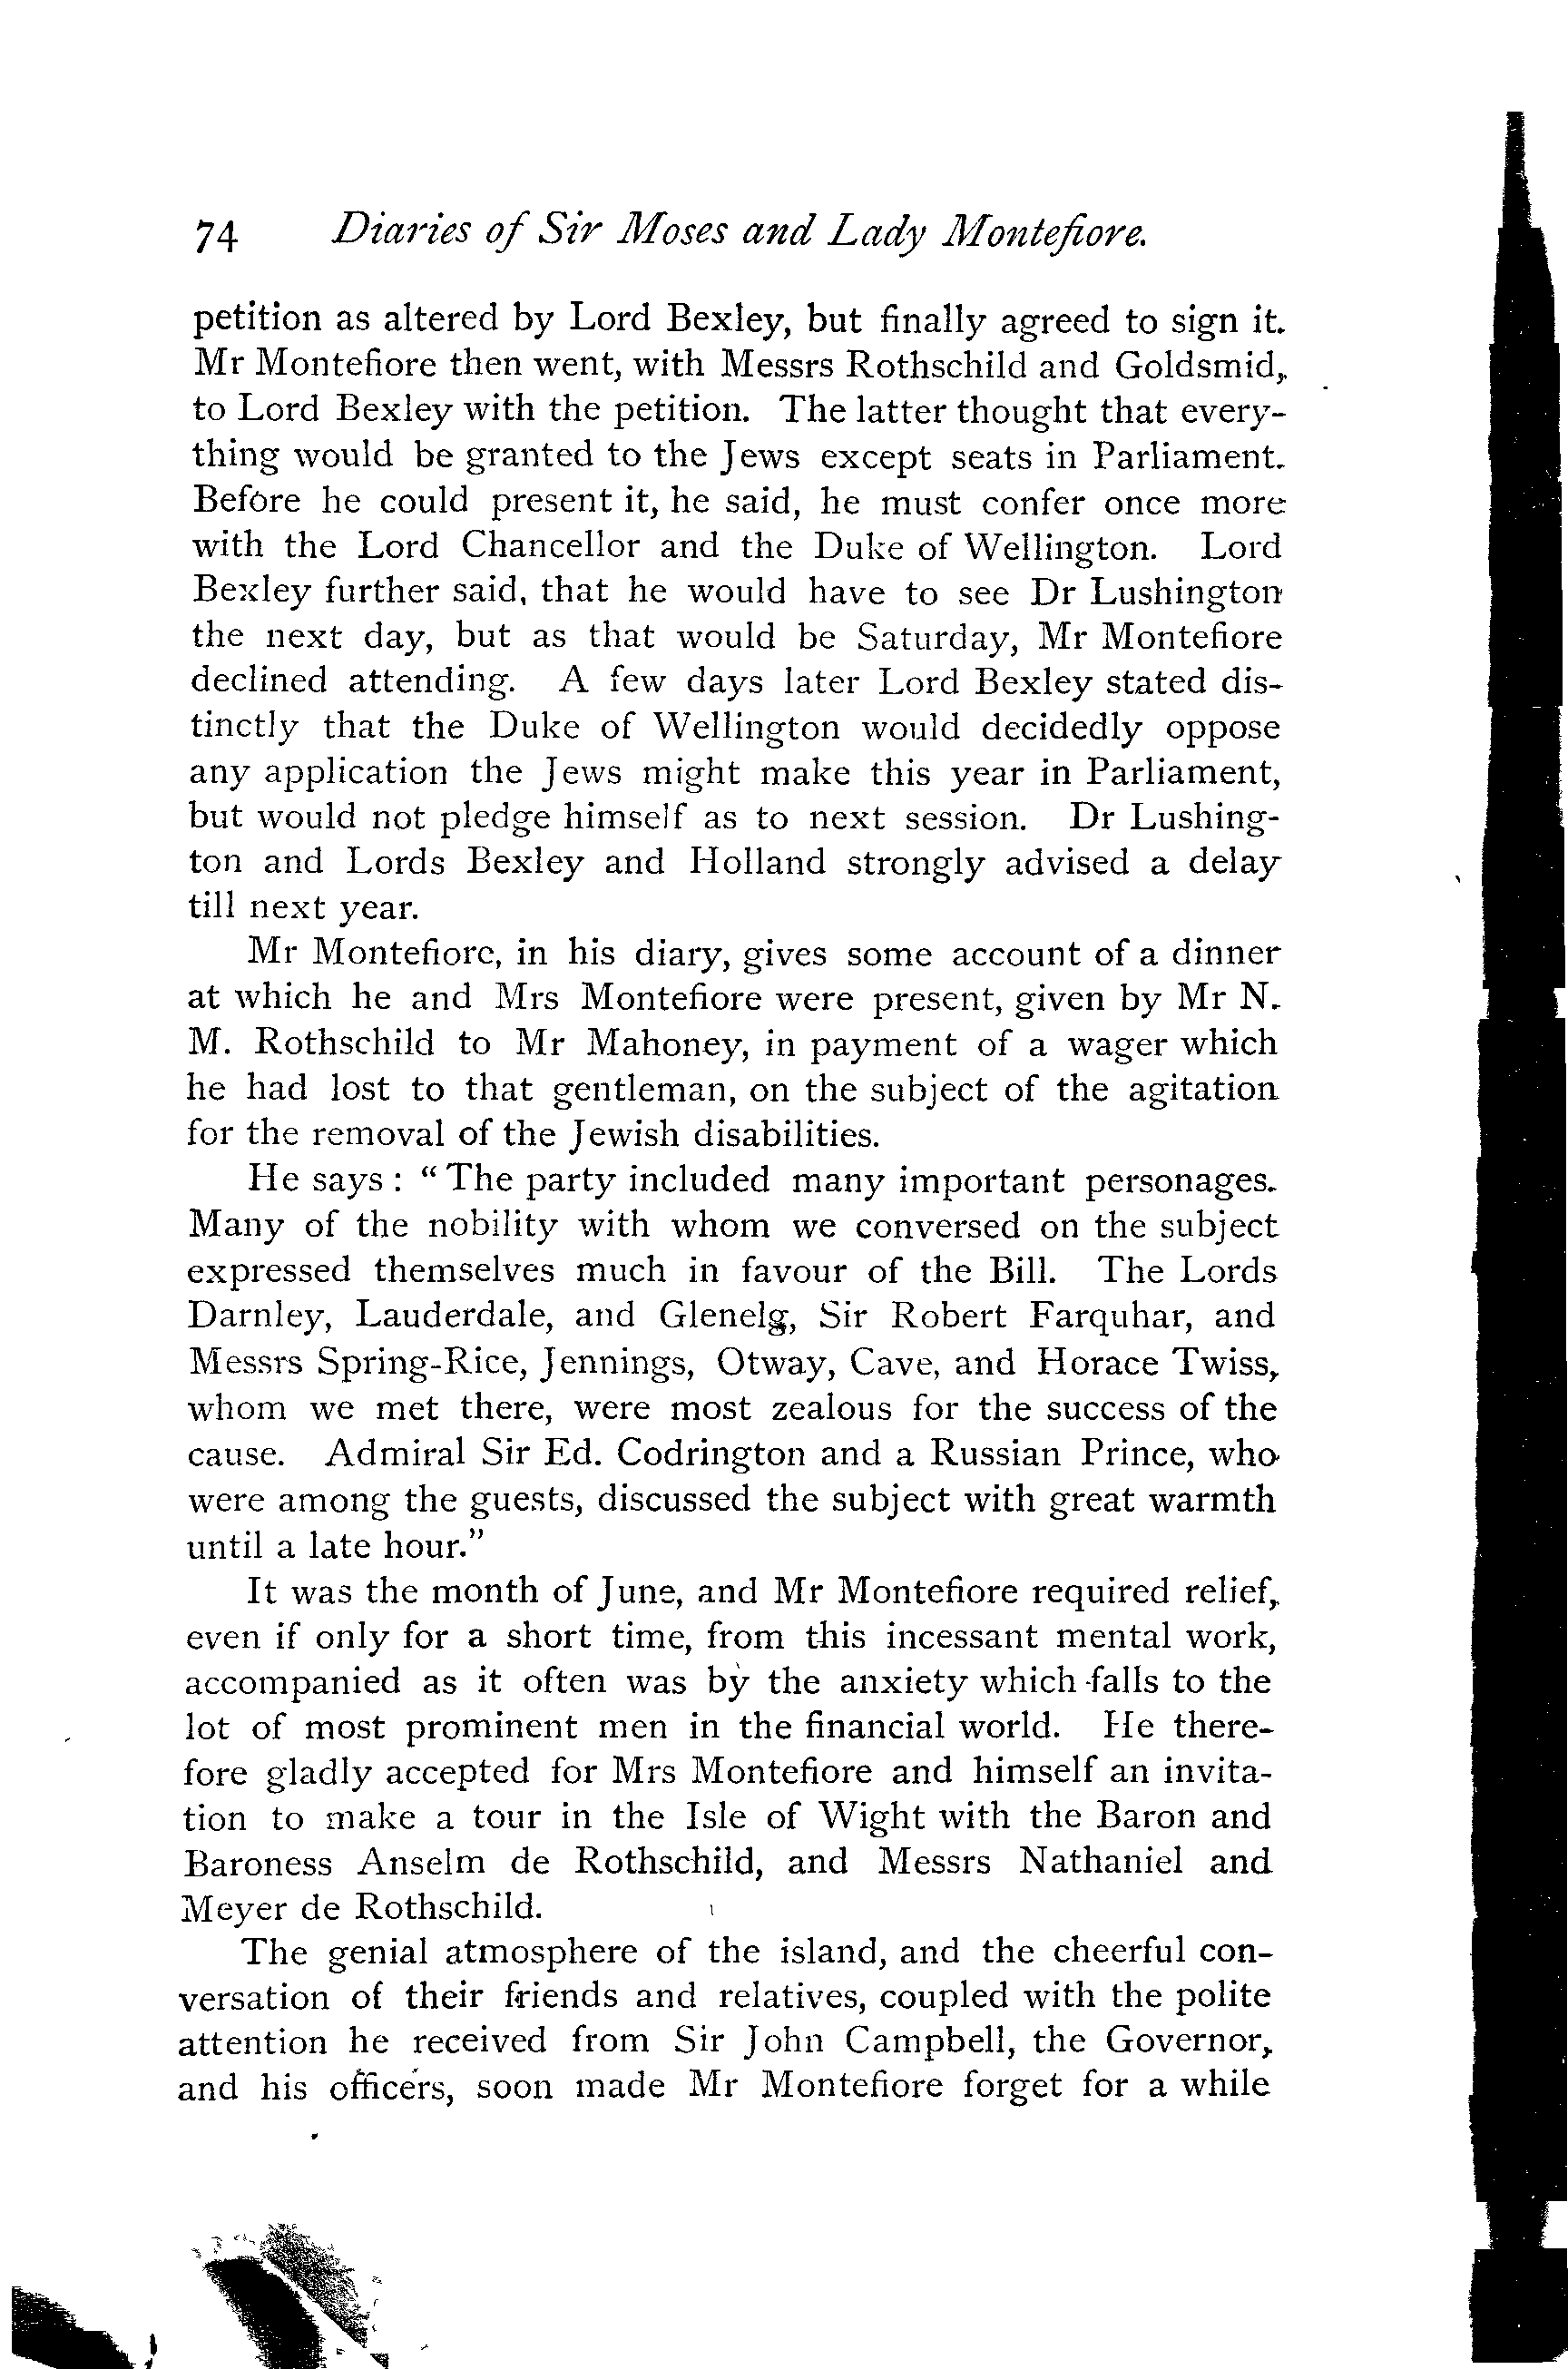 74 Diaries of Sir Moses and Lady Montefiore.
petition as altered by Lord Bexley, but finally agreed to sign it.
Mr Montefiore then went, with Messrs Rothschild and Goldsmid,
to Lord Bexley with the petition. The latter thought that every-
thing would be granted to the Jews except seats in Parliament.
Before he could present it, he said, he must confer once more
with the Lord Chancellor and the Duke of Wellington. Lord
Bexley further said, that he would have to see Dr Lushington
the next day, but as that would be Saturday, Mr Montefiore
declined attending. A few days later Lord Bexley stated dis-
tinctly that the Duke of Wellington would decidedly oppose
any application the Jews might make this year in Parliament,
but would not pledge himself as to next session. Dr Lushing-
ton and Lords Bexley and Holland strongly advised a delay
till next year.
Mr Montefiore, in his diary, gives some account of a dinner
at which he and Mrs Montefiore were present, given by Mr N.
M. Rothschild to Mr Mahoney, in payment of a wager which
he had lost to that gentleman, on the subject of the agitation
for the removal of the Jewish disabilities.
He says : " The party included many important personages.
Many of the nobility with whom we conversed on the subject
expressed themselves much in favour of the Bill. The Lords
Darnley, Lauderdale, and Glenelg, Sir Robert Farquhar, and
Messrs Spring-Rice, Jennings, Otway, Cave, and Horace Twiss,
whom we met there, were most zealous for the success of the
cause. Admiral Sir Ed. Codrington and a Russian Prince, who
were among the guests, discussed the subject with great warmth
until a late hour."
It was the month of June, and Mr Montefiore required relief,
even if only for a short time, from this incessant mental work,
accompanied as it often was by the anxiety which falls to the
lot of most prominent men in the financial world. He there-
fore gladly accepted for Mrs Montefiore and himself an invita-
tion to make a tour in the Isle of Wight with the Baron and
Baroness Anselm de Rothschild, and Messrs Nathaniel and
Meyer de Rothschild.
The genial atmosphere of the island, and the cheerful con-
versation of their friends and relatives, coupled with the polite
attention he received from Sir John Campbell, the Governor,
and his officers, soon made Mr Montefiore forget for a while